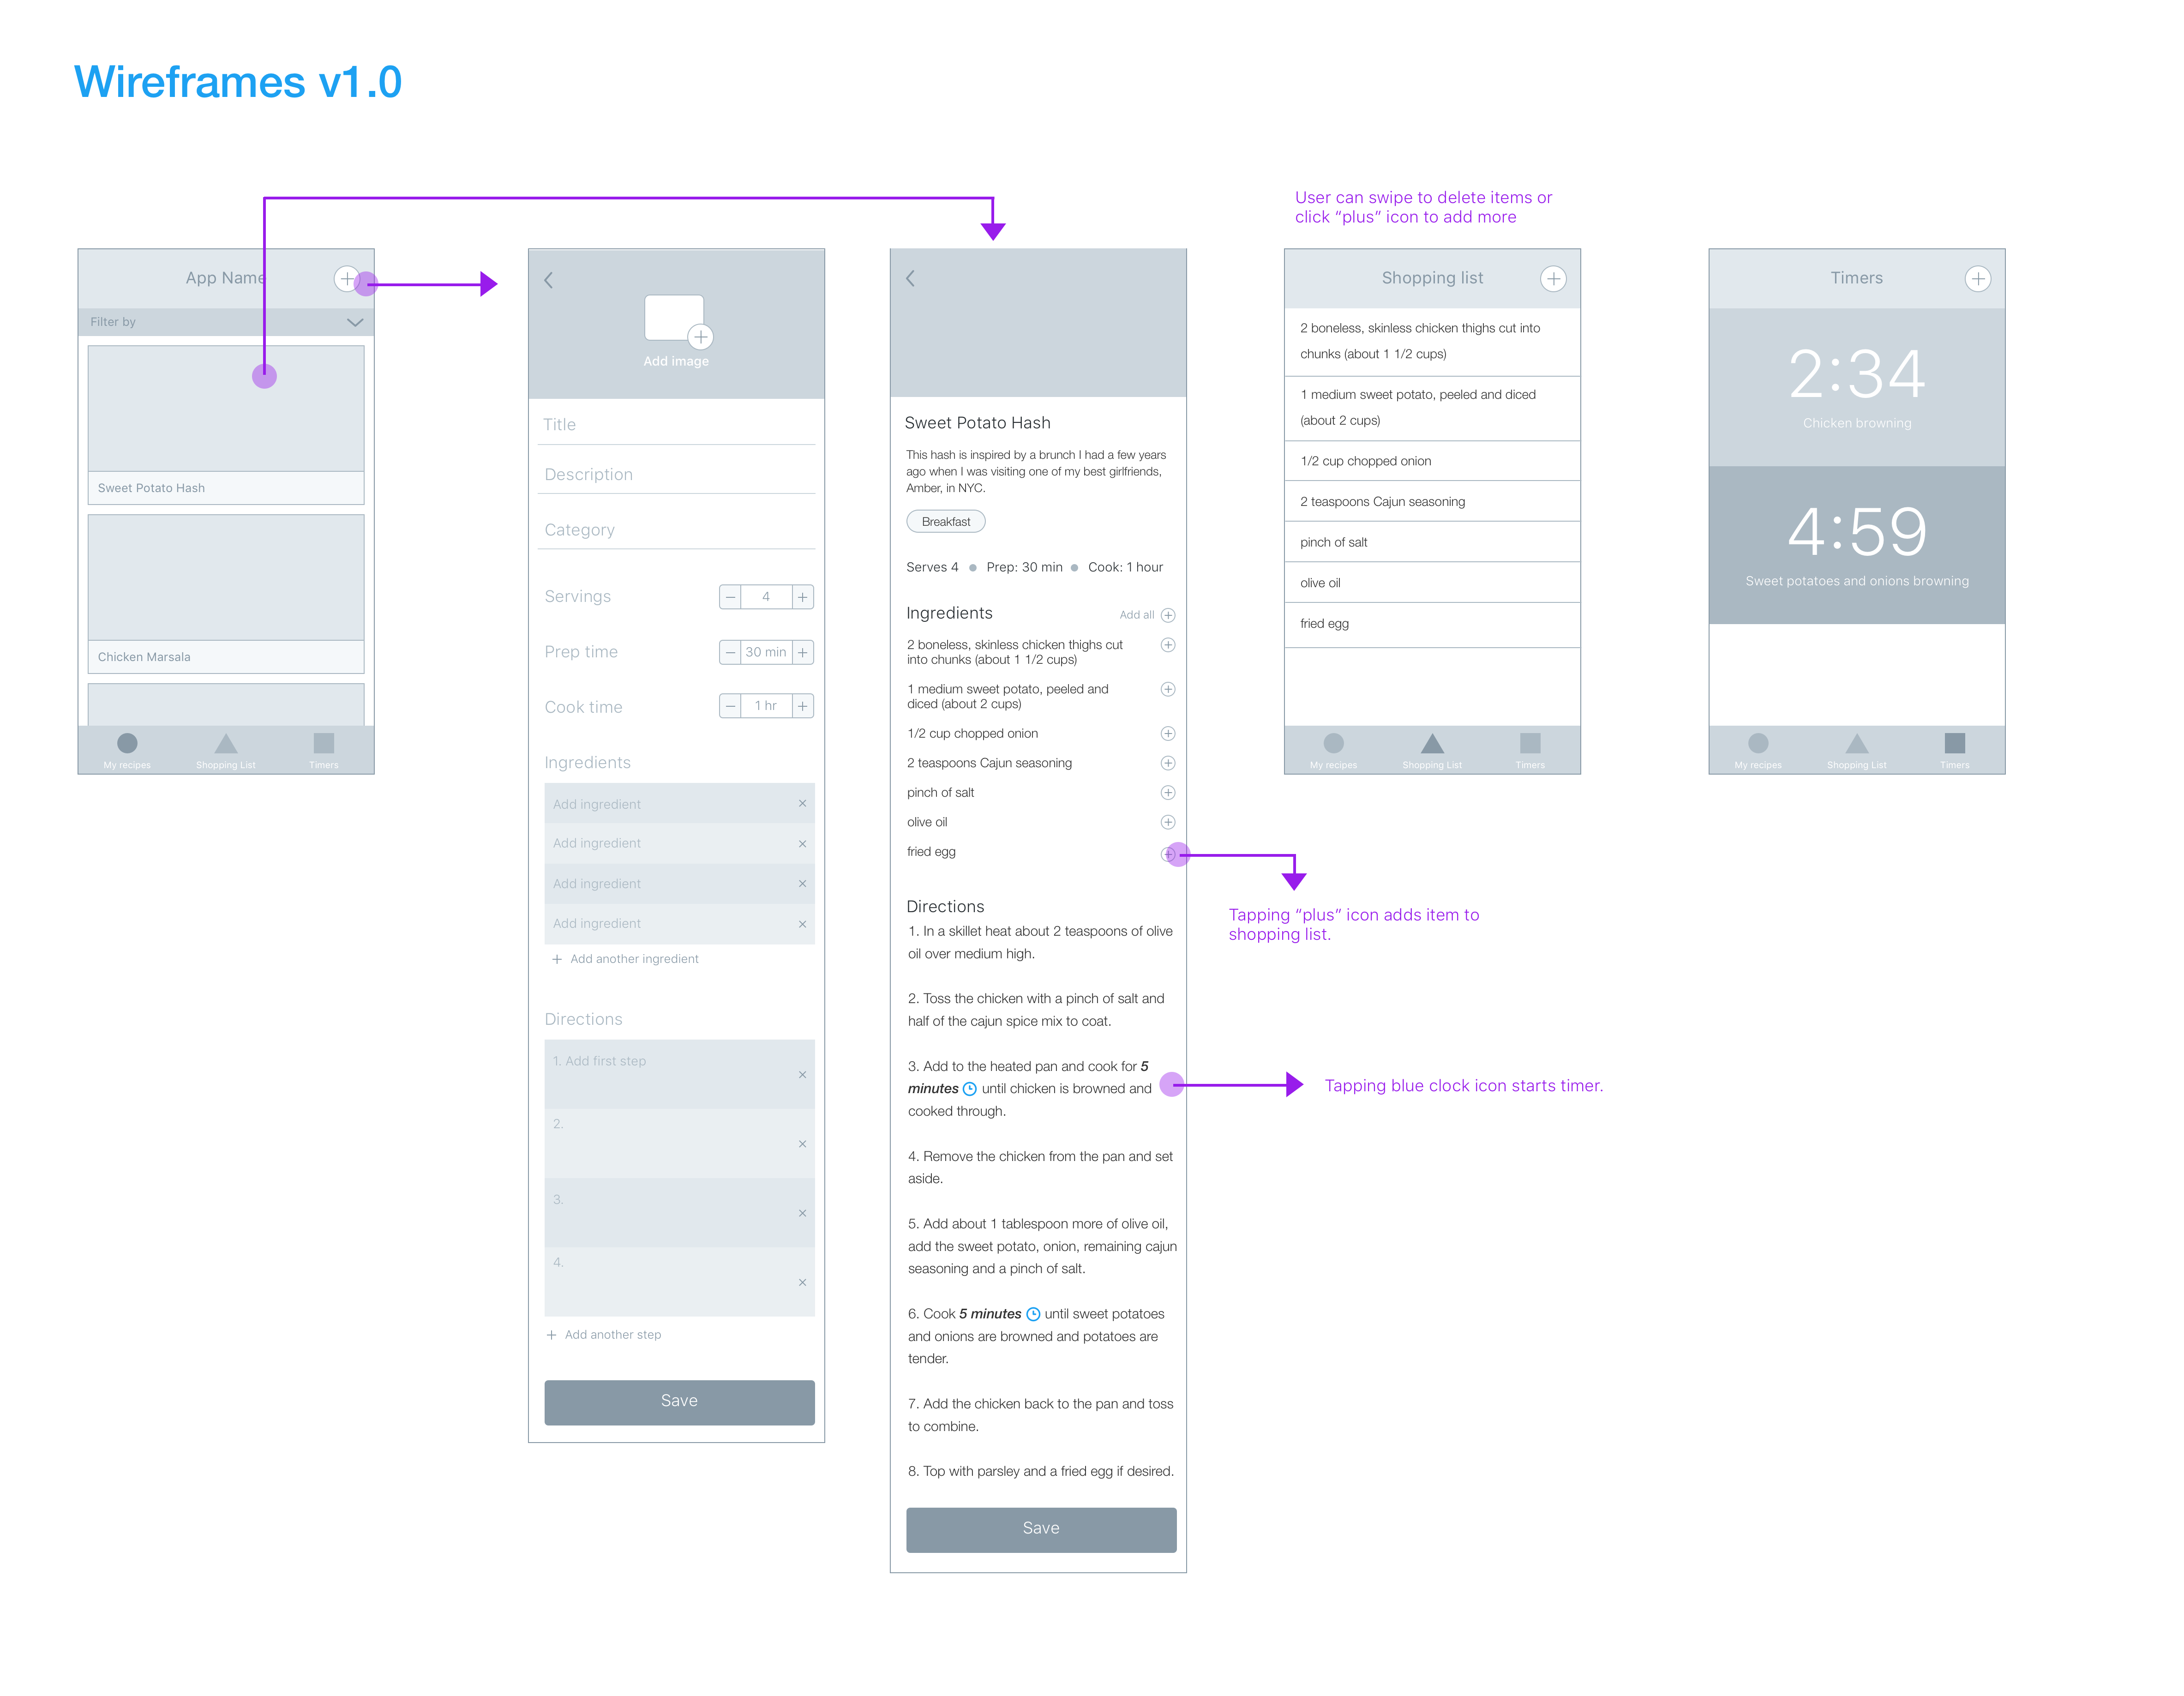 Wireframes v1.0
App Name
Filter by
Sweet Potato Hash
Chicken Marsala
My recipes
Shopping List
Timers
Add image
Title
Description
Category
Servings
4
Prep time
30 min
Cook time
1 hr
Ingredients
Add ingredient
Add ingredient
Add ingredient
Add ingredient
Add another ingredient
Directions
1. Add first step
2.
3.
4.
Add another step
Save
Sweet Potato Hash
This hash is inspired by a brunch I had a few years
ago when I was visiting one of my best girlfriends,
Amber, in NYC.
Breakfast
Serves 4 ● Prep: 30 min ● Cook: 1 hour
Ingredients
Add all
2 boneless, skinless chicken thighs cut
into chunks (about 1 1/2 cups)
1 medium sweet potato, peeled and
diced (about 2 cups)
1/2 cup chopped onion
2 teaspoons Cajun seasoning
pinch of salt
olive oil
fried egg
Tapping “plus” icon adds item to
shopping list.
Directions
1. In a skillet heat about 2 teaspoons of olive
oil over medium high.
2. Toss the chicken with a pinch of salt and
half of the cajun spice mix to coat.
3. Add to the heated pan and cook for 5
minutes until chicken is browned and
cooked through.
Tapping blue clock icon starts timer.
4. Remove the chicken from the pan and set
aside.
5. Add about 1 tablespoon more of olive oil,
add the sweet potato, onion, remaining cajun
seasoning and a pinch of salt.
6. Cook 5 minutes until sweet potatoes
and onions are browned and potatoes are
tender.
7. Add the chicken back to the pan and toss
to combine.
8. Top with parsley and a fried egg if desired.
Save
User can swipe to delete items or
click “plus” icon to add more
Shopping list
2 boneless, skinless chicken thighs cut into
chunks (about 1 1/2 cups)
1 medium sweet potato, peeled and diced
(about 2 cups)
1/2 cup chopped onion
2 teaspoons Cajun seasoning
pinch of salt
olive oil
fried egg
My recipes
Shopping List
Timers
Timers
2:34
Chicken browning
4:59
Sweet potatoes and onions browning
My recipes
Shopping List
Timers